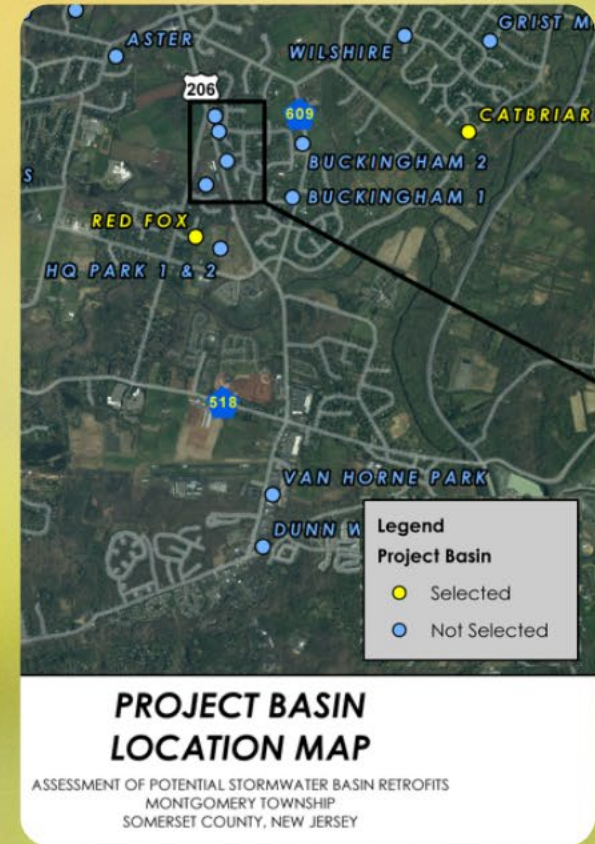 GRIST M
ASTER
WILSHIRE
206
609
CATBRIAR
S
BUCKINGHAM 2
BUCKINGHAM 1
RED FOX
HQ PARK 1 & 2
518
VAN HORNE PARK
DUNN W
Legend
Project Basin
Selected
Not Selected
PROJECT BASIN
LOCATION MAP
ASSESSMENT OF POTENTIAL STORMWATER BASIN RETROFITS
MONTGOMERY TOWNSHIP
SOMERSET COUNTY, NEW JERSEY